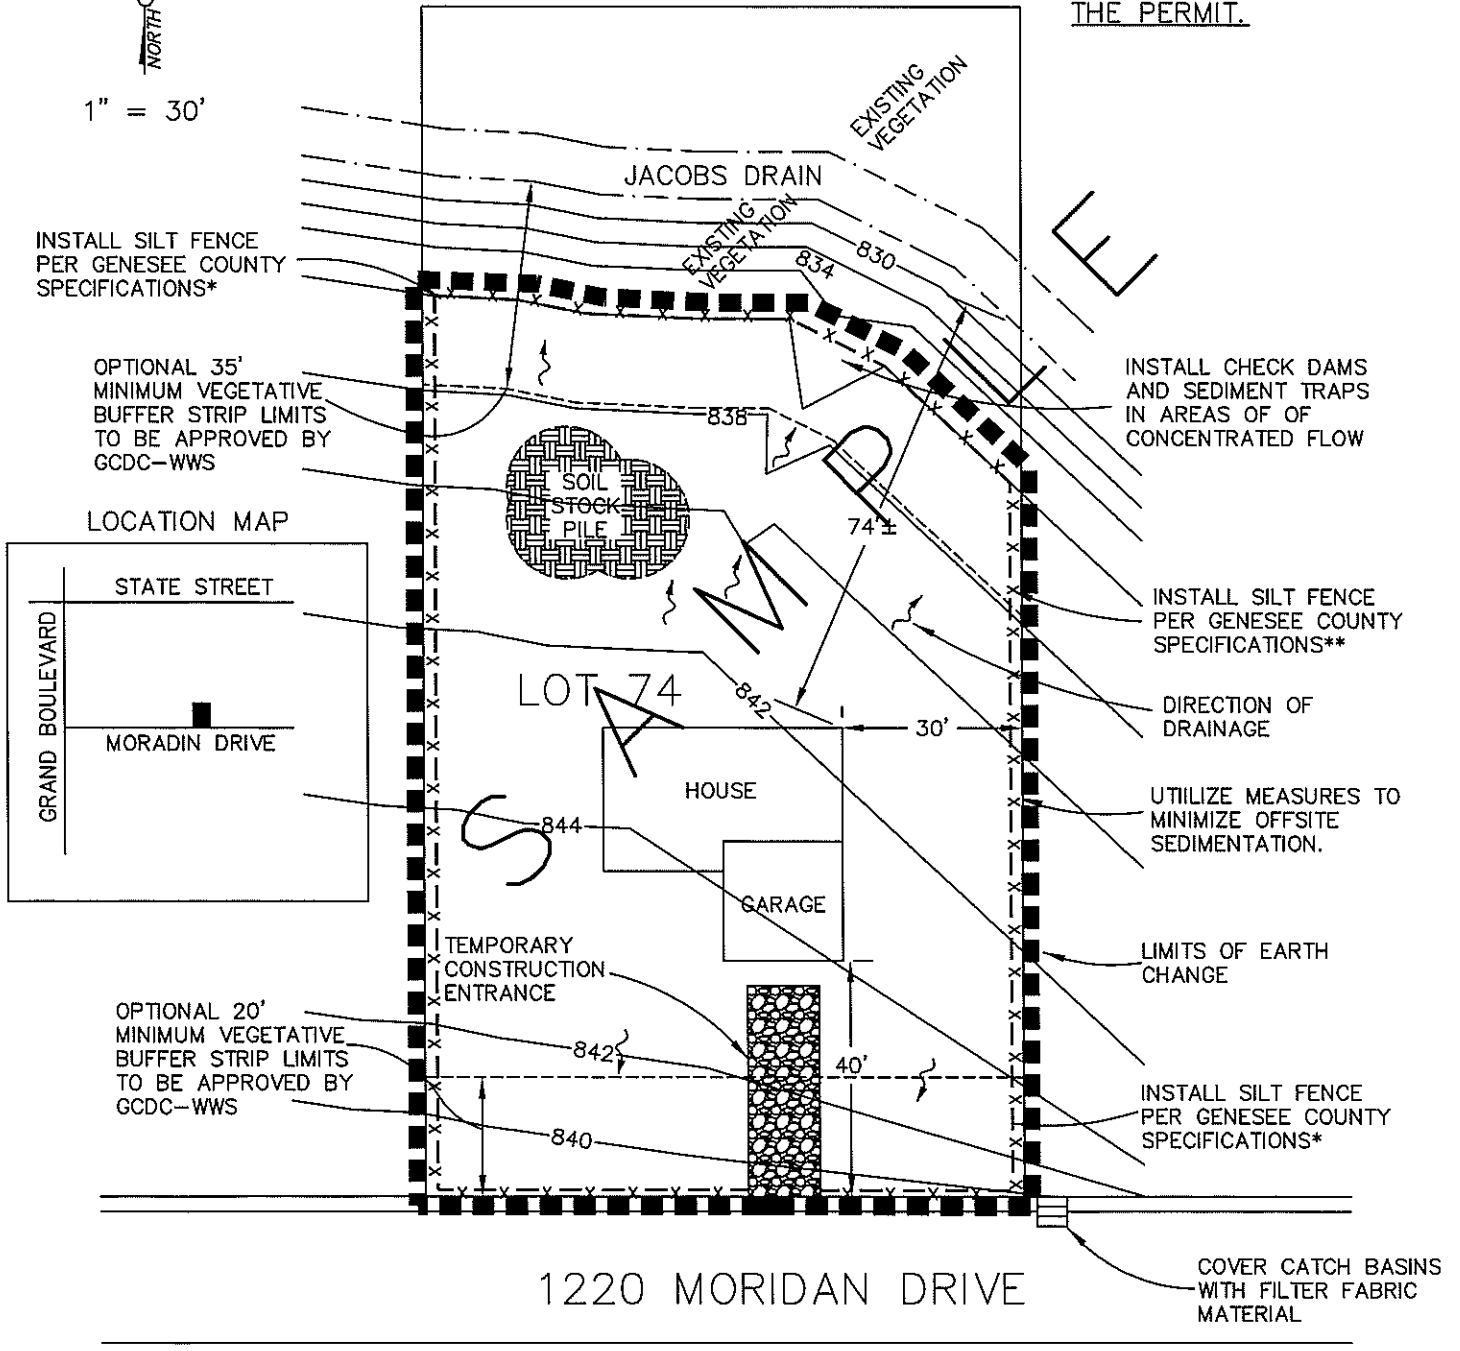 THE PERMIT.
NORTH
1" = 30'
EXISTING
VEGETATION
JACOBS DRAIN
EXISTING
VEGETATION
830
834
INSTALL SILT FENCE
PER GENESEE COUNTY
SPECIFICATIONS*
OPTIONAL 35'
MINIMUM VEGETATIVE
BUFFER STRIP LIMITS
TO BE APPROVED BY
GCDC-WWS
838
INSTALL CHECK DAMS
AND SEDIMENT TRAPS
IN AREAS OF OF
CONCENTRATED FLOW
SOIL
STOCK
PILE
74'±
LOCATION MAP
STATE STREET
GRAND BOULEVARD
MORADIN DRIVE
INSTALL SILT FENCE
PER GENESEE COUNTY
SPECIFICATIONS**
SAMPLE
LOT 74
842
30'
DIRECTION OF
DRAINAGE
HOUSE
UTIILIZE MEASURES TO
MINIMIZE OFFSITE
SEDIMENTATION.
844
GARAGE
TEMPORARY
CONSTRUCTION
ENTRANCE
LIMITS OF EARTH
CHANGE
OPTIONAL 20'
MINIMUM VEGETATIVE
BUFFER STRIP LIMITS
TO BE APPROVED BY
GCDC-WWS
842
40'
840
INSTALL SILT FENCE
PER GENESEE COUNTY
SPECIFICATIONS*
1220 MORIDAN DRIVE
COVER CATCH BASINS
WITH FILTER FABRIC
MATERIAL